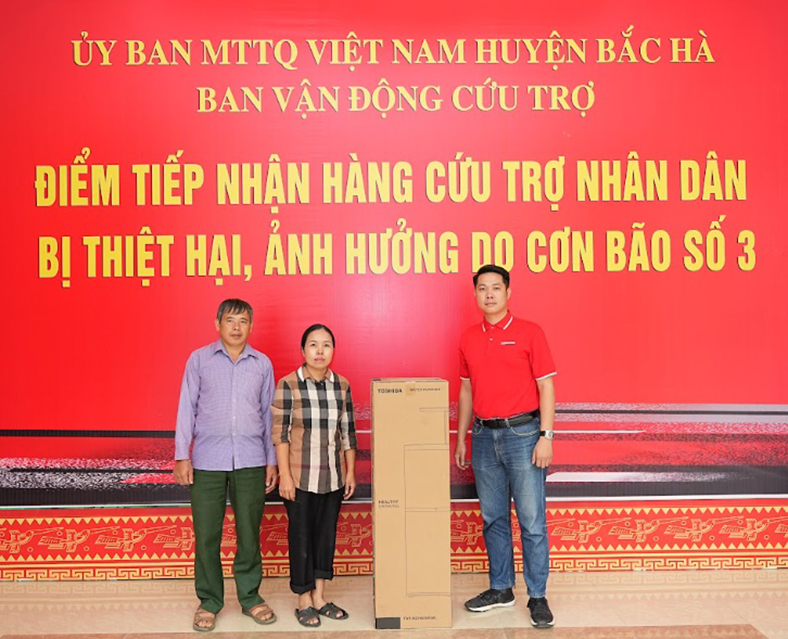 ỦY BAN MTTQ VIỆT NAM HUYỆN BẮC HÀ
BAN VẬN ĐỘNG CỨU TRỢ
ĐIỂM TIẾP NHẬN HÀNG CỨU TRỢ NHÂN DÂN
BỊ THIỆT HẠI, ẢNH HƯỞNG DO CƠN BÃO SỐ 3
TOSHIBA